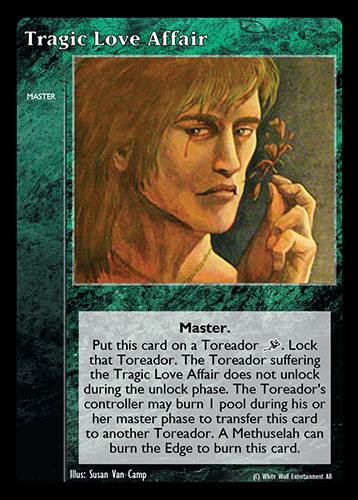 Tragic Love Affair
MASTER
Master.
Put this card on a Toreador . Lock
that Toreador. The Toreador suffering
the Tragic Love Affair does not unlock
during the unlock phase. The Toreador's
controller may burn 1 pool during his or
her master phase to transfer this card
to another Toreador. A Methuselah can
burn the Edge to burn this card.
Illus: Susan Van Camp
(C) White Wolf Entertainment AB